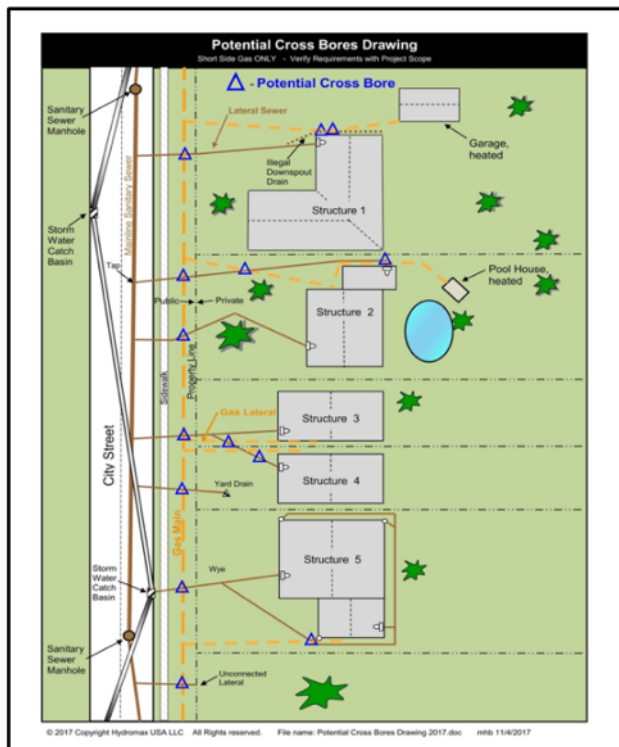 Potential Cross Bores Drawing
Short Side Gas ONLY - Verify Requirements with Project Scope
- Potential Cross Bore
Sanitary
Sewer
Manhole
Lateral Sewer
Garage,
heated
Illegal
Downspout
Drain
Mainline Sanitary Sewer
Structure 1
Storm
Water
Catch
Basin
Tap
Pool House,
heated
Public
Private
Structure 2
Property Line
Sidewalk
Gas Lateral
Structure 3
City Street
Structure 4
Yard Drain
Gas Main
Structure 5
Wye
Storm
Water
Catch
Basin
Sanitary
Sewer
Manhole
Unconnected
Lateral
© 2017 Copyright Hydromax USA LLC All Rights reserved. File name: Potential Cross Bores Drawing 2017.doc mhb 11/4/2017